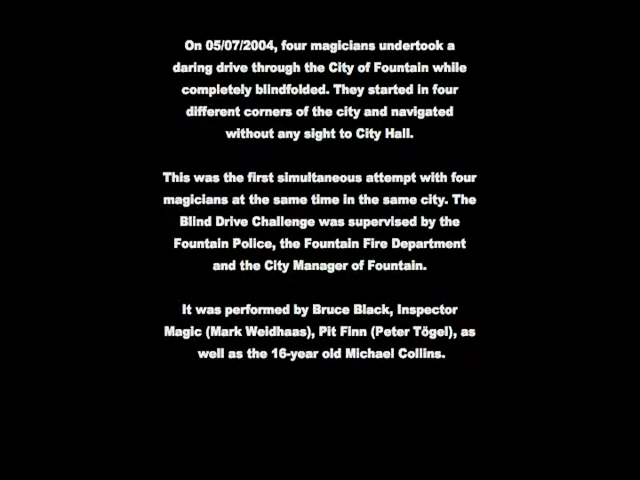 On 05/07/2004, four magicians undertook a
daring drive through the City of Fountain while
completely blindfolded. They started in four
different corners of the city and navigated
without any sight to City Hall.
This was the first simultaneous attempt with four
magicians at the same time in the same city. The
Blind Drive Challenge was supervised by the
Fountain Police, the Fountain Fire Department
and the City Manager of Fountain.
It was performed by Bruce Black, Inspector
Magic (Mark Weidhaas), Pit Finn (Peter Tögel), as
well as the 16-year old Michael Collins.